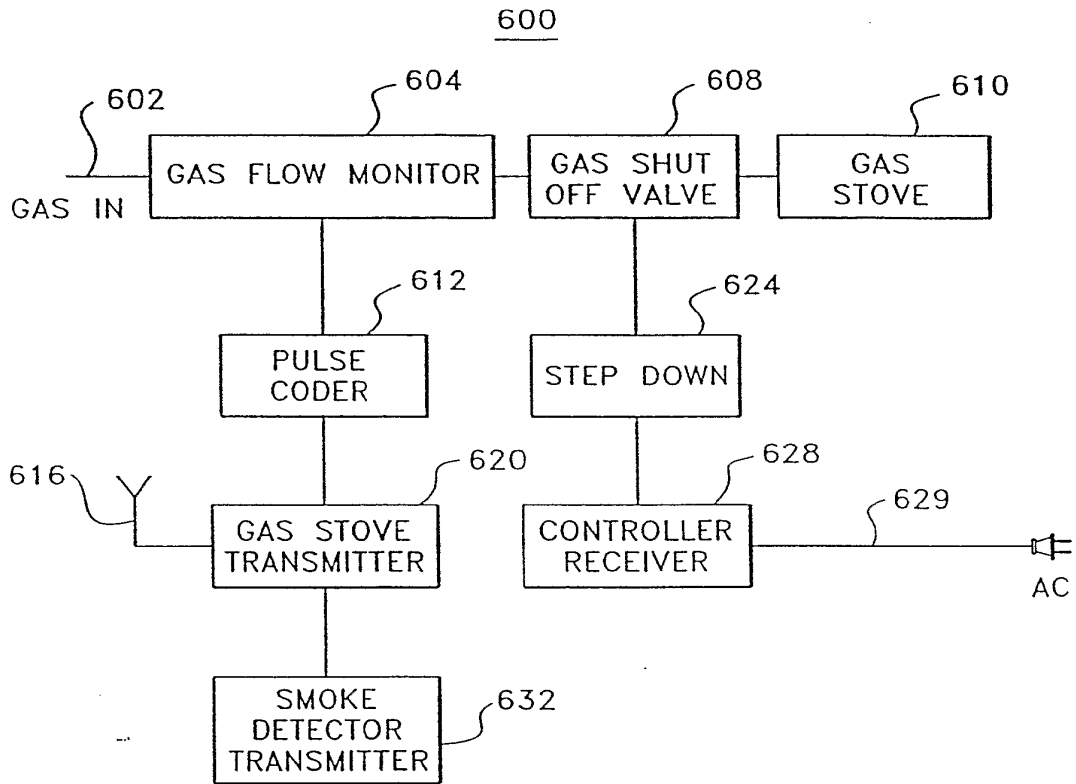 600
602
604
608
610
GAS IN
GAS FLOW MONITOR
GAS SHUT
OFF VALVE
GAS
STOVE
612
624
PULSE
CODER
STEP DOWN
616
620
628
629
GAS STOVE
TRANSMITTER
CONTROLLER
RECEIVER
AC
SMOKE
DETECTOR
TRANSMITTER
632